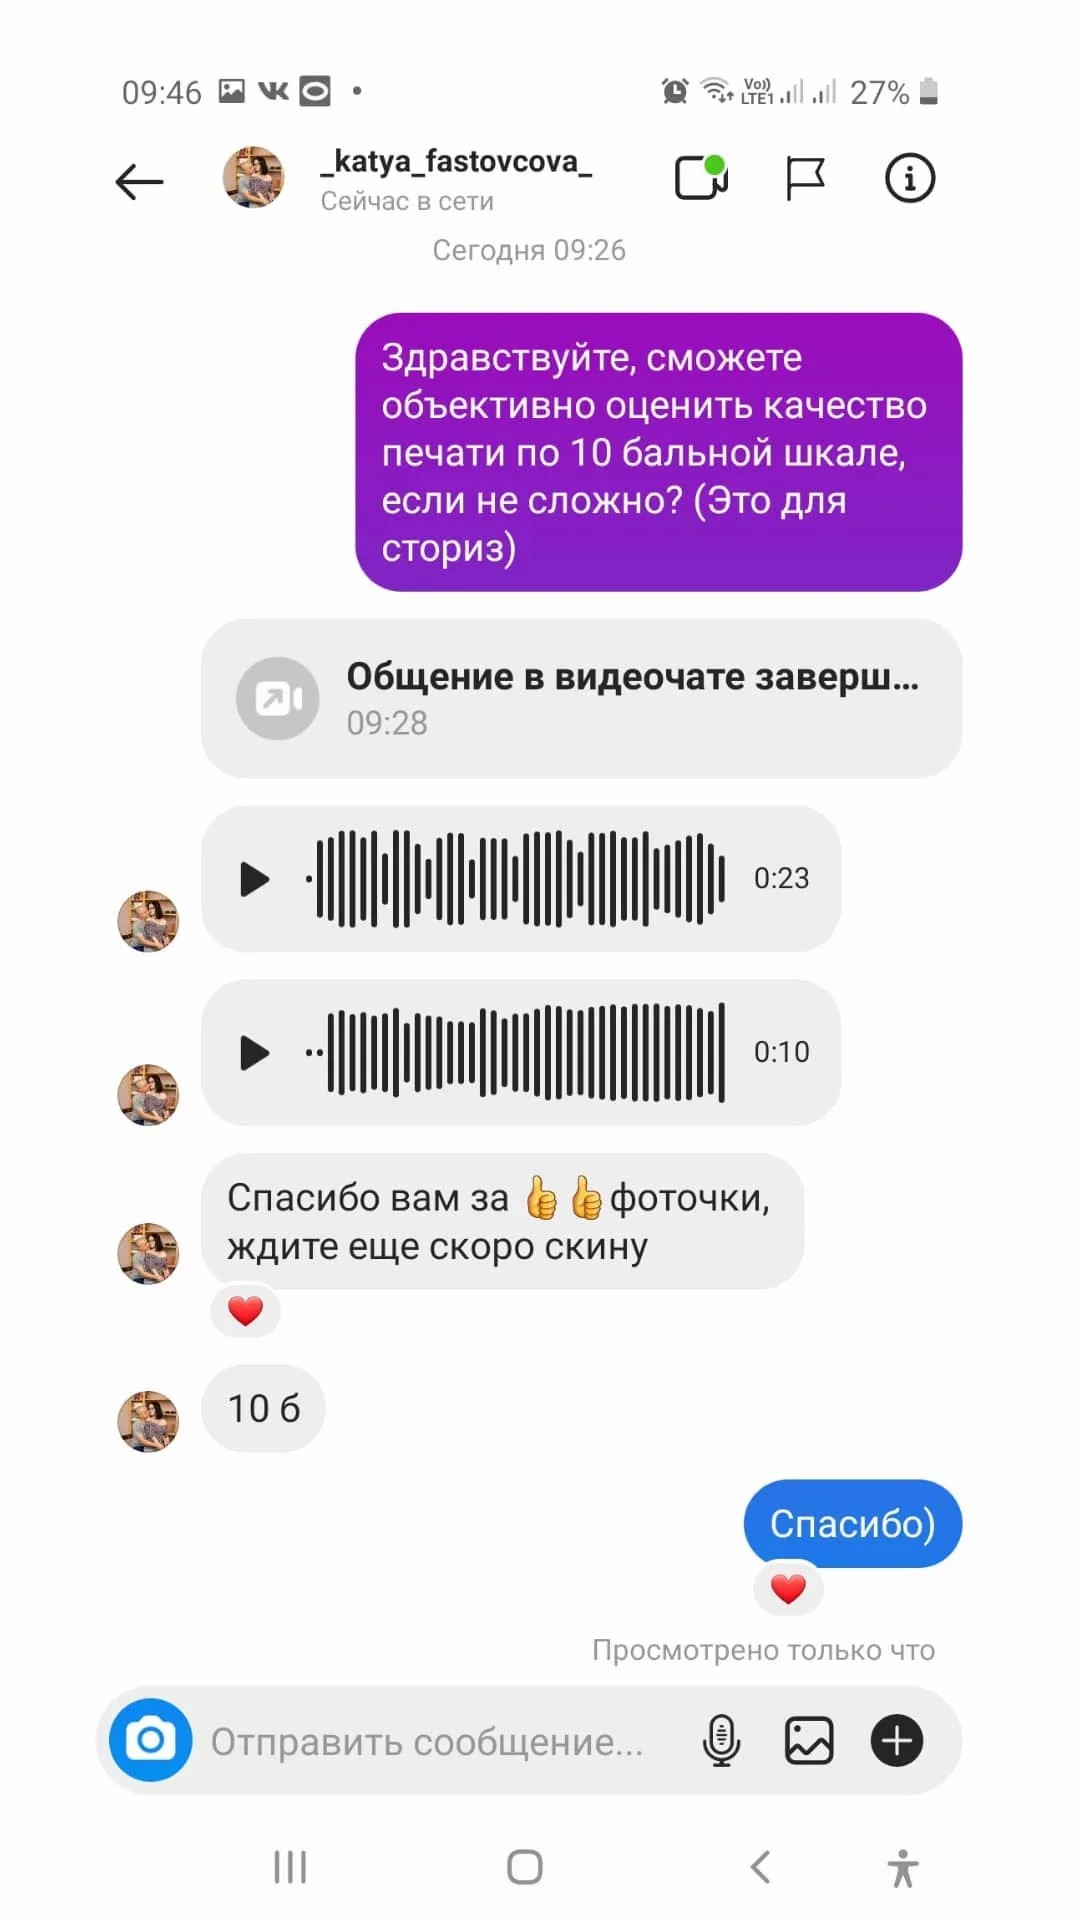 09:46
Vo))
LTE1
27%
_katya_fastovcova_
Сейчас в сети
Сегодня 09:26
Здравствуйте, сможете
объективно оценить качество
печати по 10 бальной шкале,
если не сложно? (Это для
сториз)
Общение в видеочате заверш...
09:28
0:23
0:10
Спасибо вам за 👍👍фоточки,
ждите еще скоро скину
10 б
Спасибо)
Просмотрено только что
Отправить сообщение...